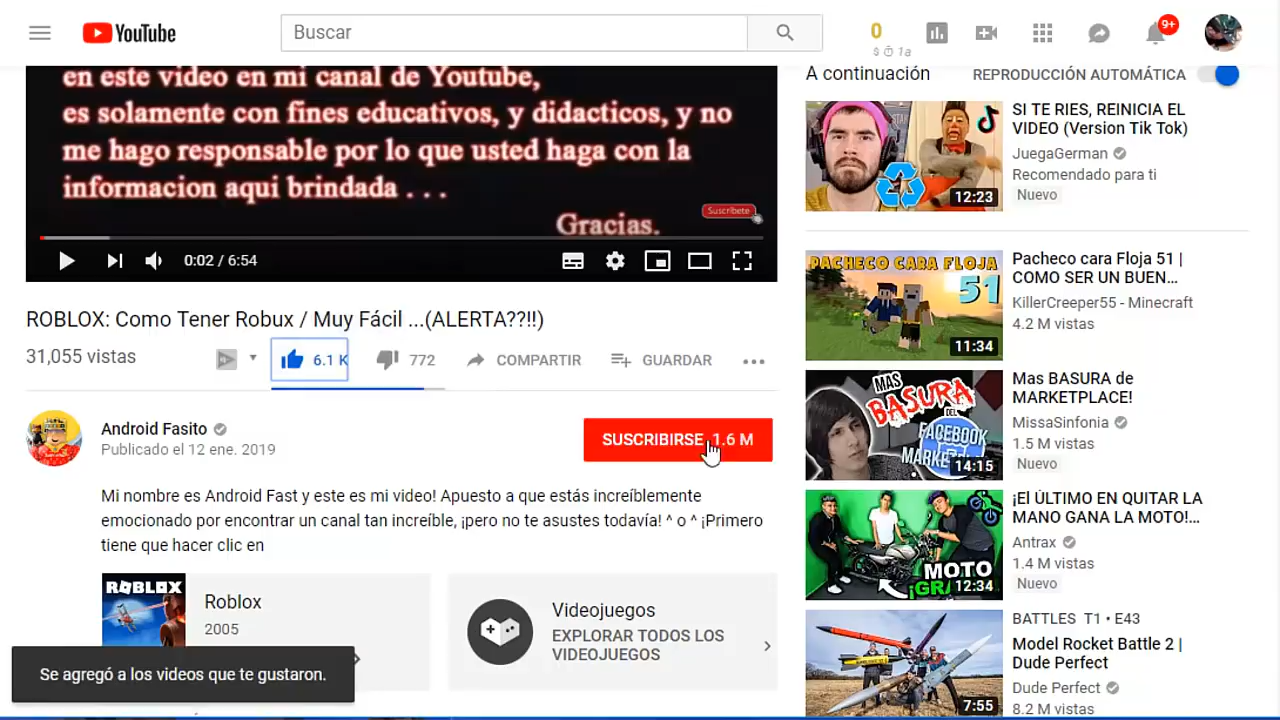 YouTube
Buscar
0
$ 1a
9+
en este video en mi canal de Youtube,
es solamente con fines educativos, y didacticos, y no
me hago responsable por lo que usted haga con la
informacion aqui brindada . . .
Gracias.
Suscríbete
0:02 / 6:54
ROBLOX: Como Tener Robux / Muy Fácil ...(ALERTA??!!)
31,055 vistas
6.1 K
772
COMPARTIR
GUARDAR
Android Fasito
Publicado el 12 ene. 2019
SUSCRIBIRSE 1.6 M
Mi nombre es Android Fast y este es mi video! Apuesto a que estás increíblemente
emocionado por encontrar un canal tan increíble, ¡pero no te asustes todavía! ^ o ^ ¡Primero
tiene que hacer clic en
ROBLOX
Roblox
2005
Videojuegos
EXPLORAR TODOS LOS
VIDEOJUEGOS
Se agregó a los videos que te gustaron.
A continuación
REPRODUCCIÓN AUTOMÁTICA
12:23
SI TE RIES, REINICIA EL
VIDEO (Version Tik Tok)
JuegaGerman
Recomendado para ti
Nuevo
PACHECO CARA FLOJA
51
11:34
Pacheco cara Floja 51 |
COMO SER UN BUEN...
KillerCreeper55 - Minecraft
4.2 M vistas
MAS
BASURA
DEL
FACEBOOK
MARKETPLACE
14:15
Mas BASURA de
MARKETPLACE!
MissaSinfonia
1.5 M vistas
Nuevo
MOTO
¡GRA
12:34
¡El ÚLTIMO EN QUITAR LA
MANO GANA LA MOTO!...
Antrax
1.4 M vistas
Nuevo
7:55
BATTLES T1 • E43
Model Rocket Battle 2 |
Dude Perfect
Dude Perfect
8.2 M vistas